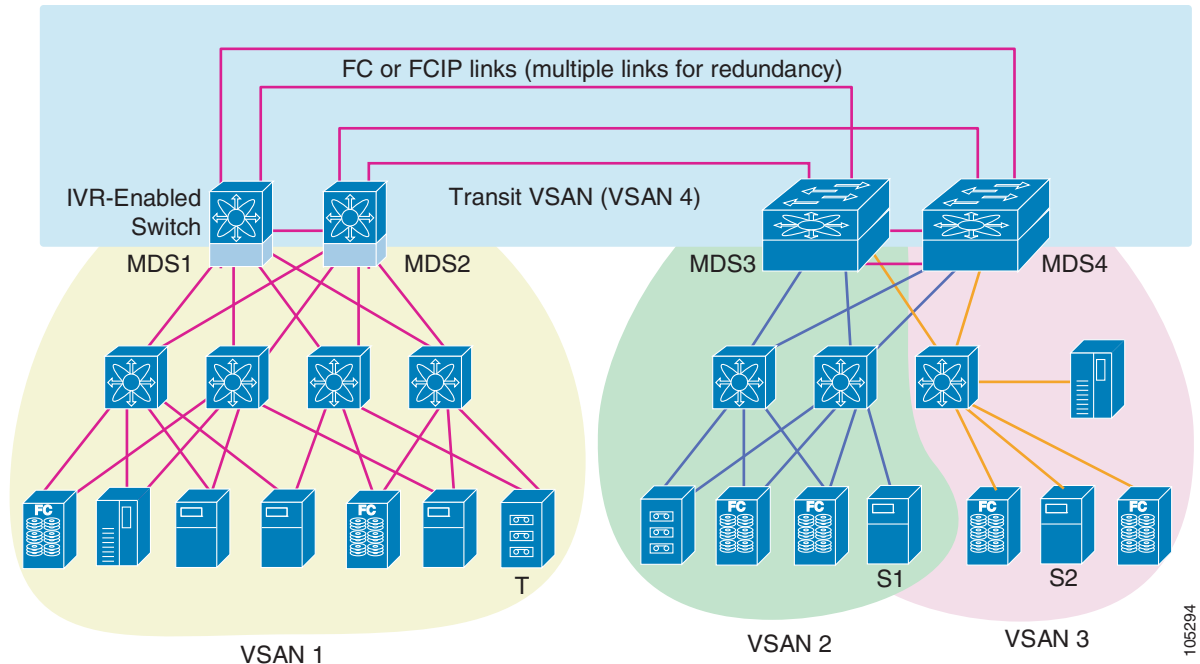 FC or FCIP links (multiple links for redundancy)
IVR-Enabled
Switch
Transit VSAN (VSAN 4)
MDS1
MDS2
MDS3
MDS4
FC
FC
FC
FC
FC
FC
T
S1
S2
VSAN 1
VSAN 2
VSAN 3
105294